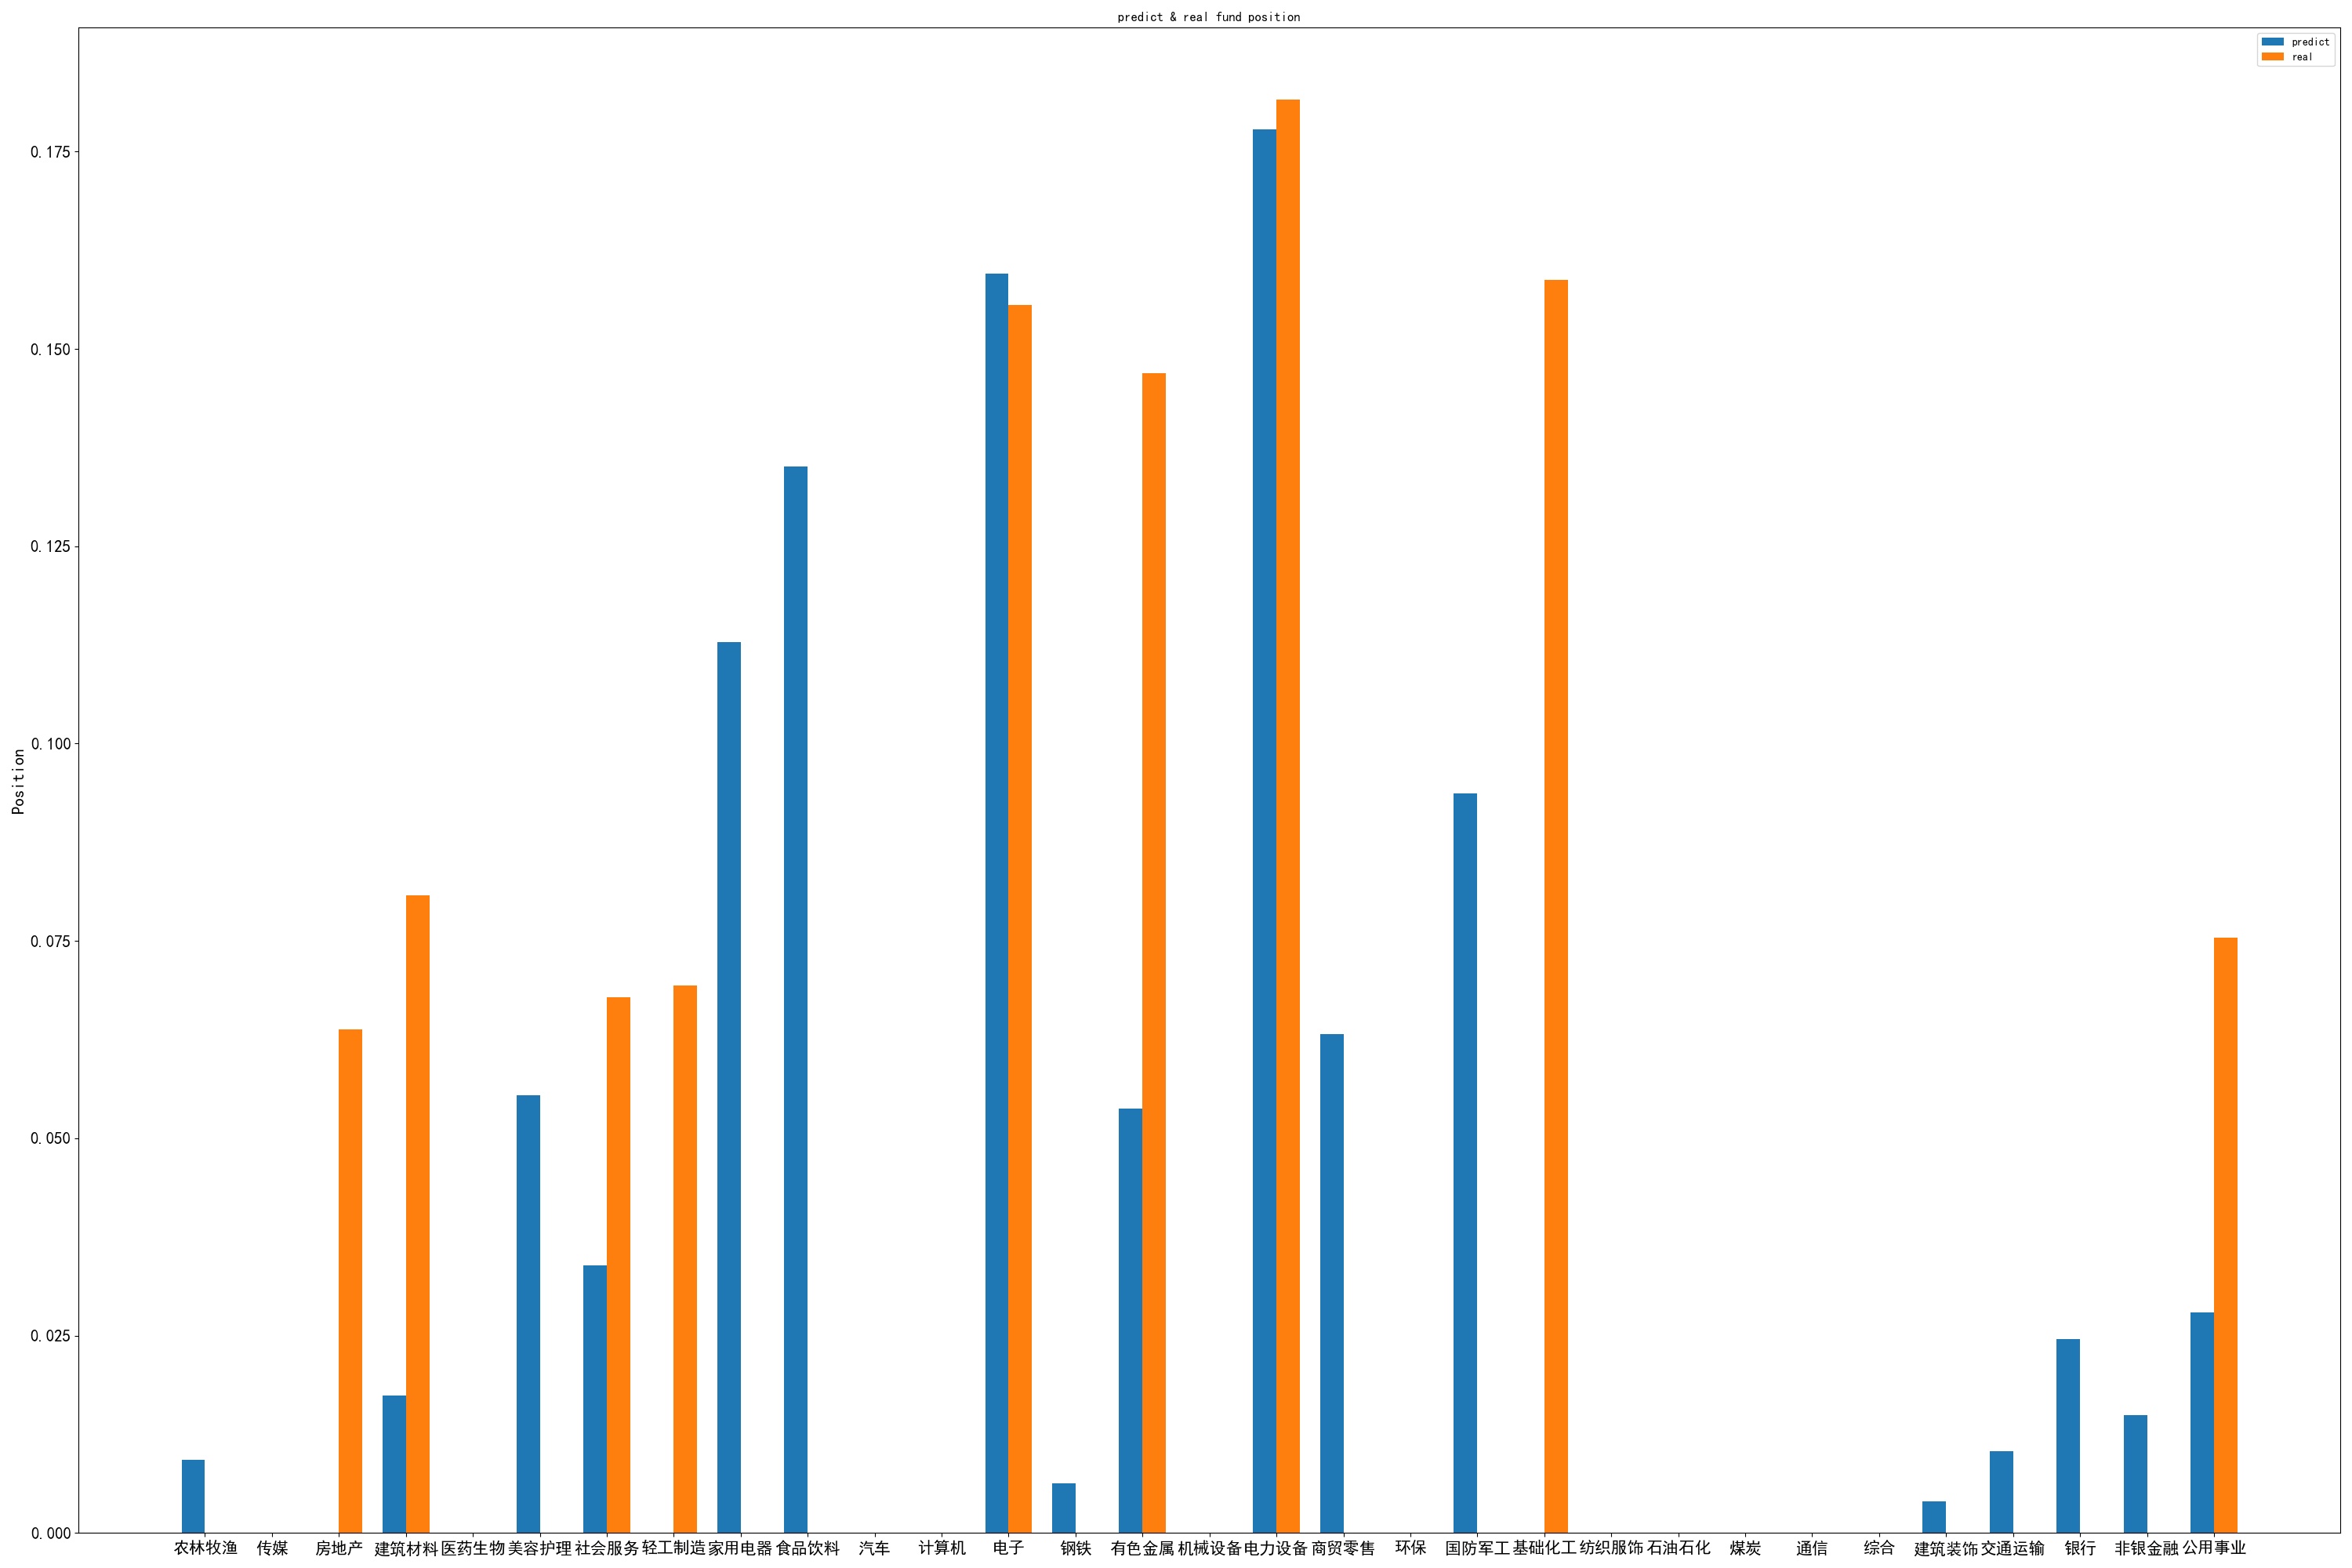 predict & real fund position
predict
real
0.175
0.150
0.125
0.100
0.075
0.050
0.025
0.000
Position
农林牧渔 传媒 房地产 建筑材料 医药生物 美容护理 社会服务 轻工制造 家用电器 食品饮料 汽车 计算机 电子 钢铁 有色金属 机械设备 电力设备 商贸零售 环保 国防军工 基础化工 纺织服饰 石油石化 煤炭 通信 综合 建筑装饰 交通运输 银行 非银金融 公用事业